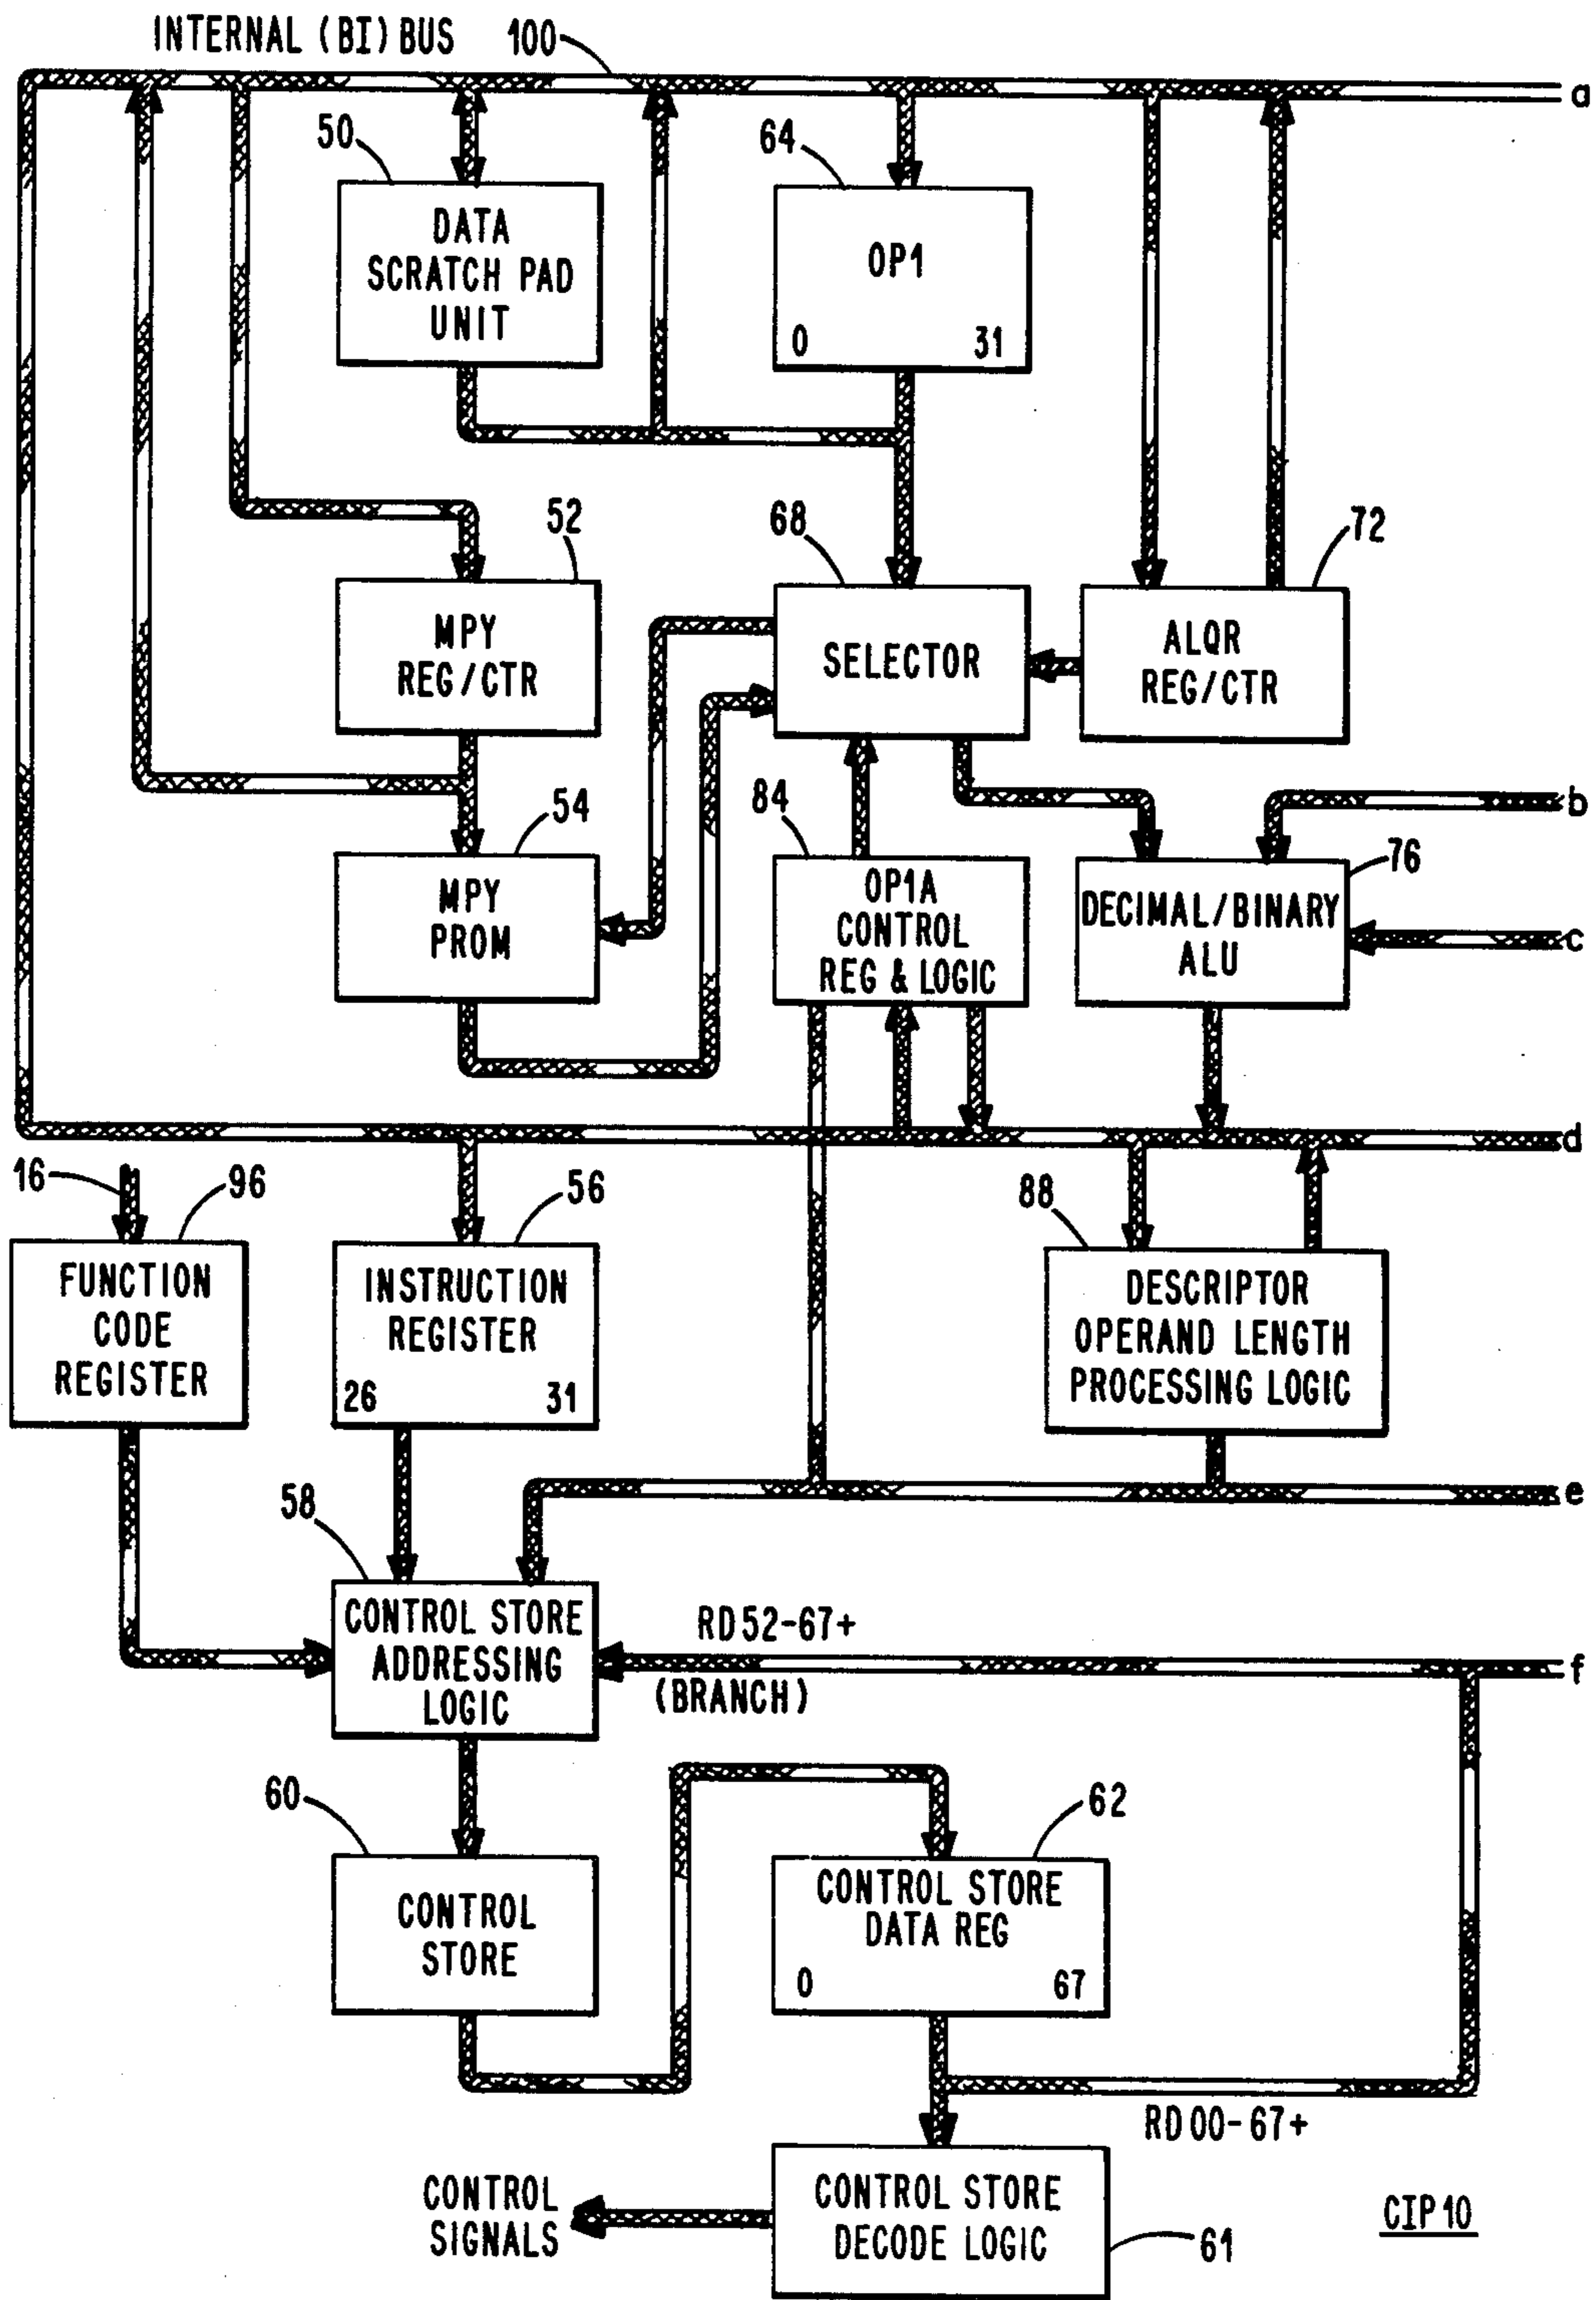 INTERNAL (BI) BUS 100
a
50
DATA
SCRATCH PAD
UNIT
64
OP1
0 31
52
MPY
REG/CTR
68
SELECTOR
72
ALQR
REG/CTR
b
54
MPY
PROM
84
OP1A
CONTROL
REG & LOGIC
76
DECIMAL/BINARY
ALU
c
d
16
96
FUNCTION
CODE
REGISTER
56
INSTRUCTION
REGISTER
26 31
88
DESCRIPTOR
OPERAND LENGTH
PROCESSING LOGIC
e
58
CONTROL STORE
ADDRESSING
LOGIC
RD52-67+
(BRANCH)
f
60
CONTROL
STORE
62
CONTROL STORE
DATA REG
0 67
RD00-67+
CONTROL
SIGNALS
CONTROL STORE
DECODE LOGIC
61
CIP10